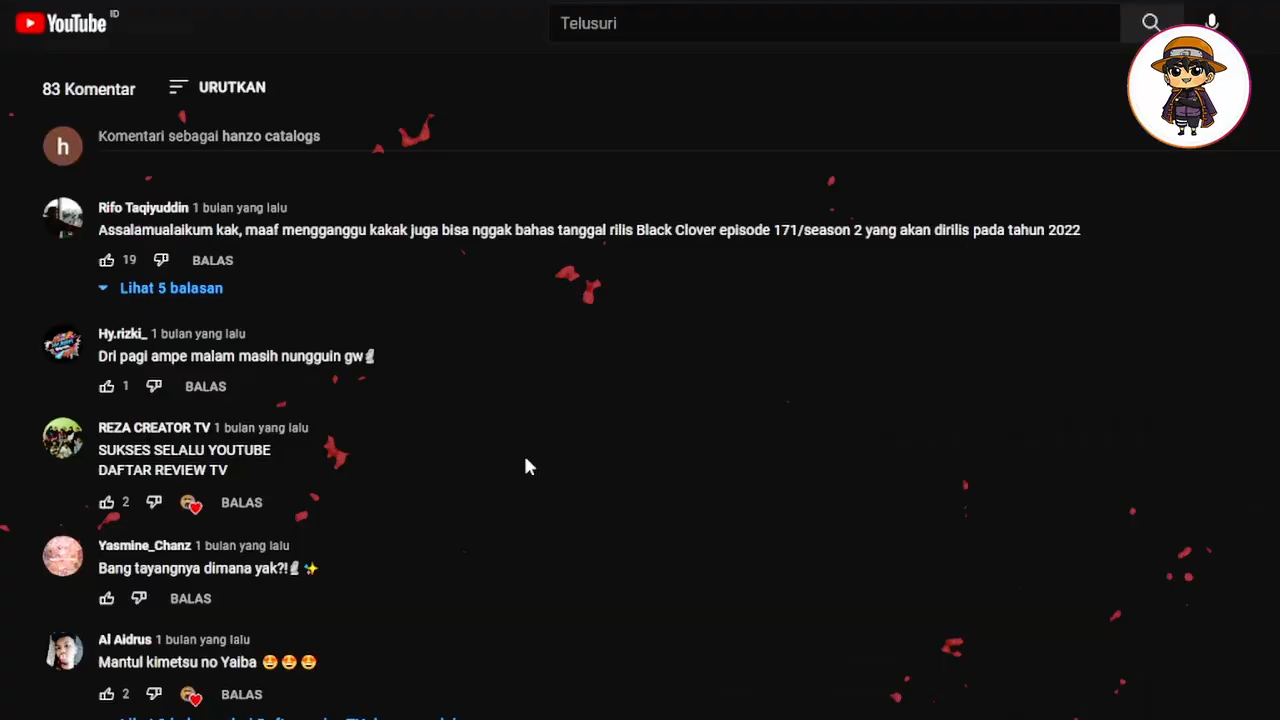 YouTube ID
Telusuri
83 Komentar
URUTKAN
h
Komentari sebagai hanzo catalogs
Rifo Taqiyuddin 1 bulan yang lalu
Assalamualaikum kak, maaf mengganggu kakak juga bisa nggak bahas tanggal rilis Black Clover episode 171/season 2 yang akan dirilis pada tahun 2022
19 BALAS
Lihat 5 balasan
Hy.rizki_ 1 bulan yang lalu
Dri pagi ampe malam masih nungguin gw
1 BALAS
REZA CREATOR TV 1 bulan yang lalu
SUKSES SELALU YOUTUBE
DAFTAR REVIEW TV
2 BALAS
Yasmine_Chanz 1 bulan yang lalu
Bang tayangnya dimana yak?!✨
BALAS
Al Aidrus 1 bulan yang lalu
Mantul kimetsu no Yaiba 🤩🤩🤩
2 BALAS